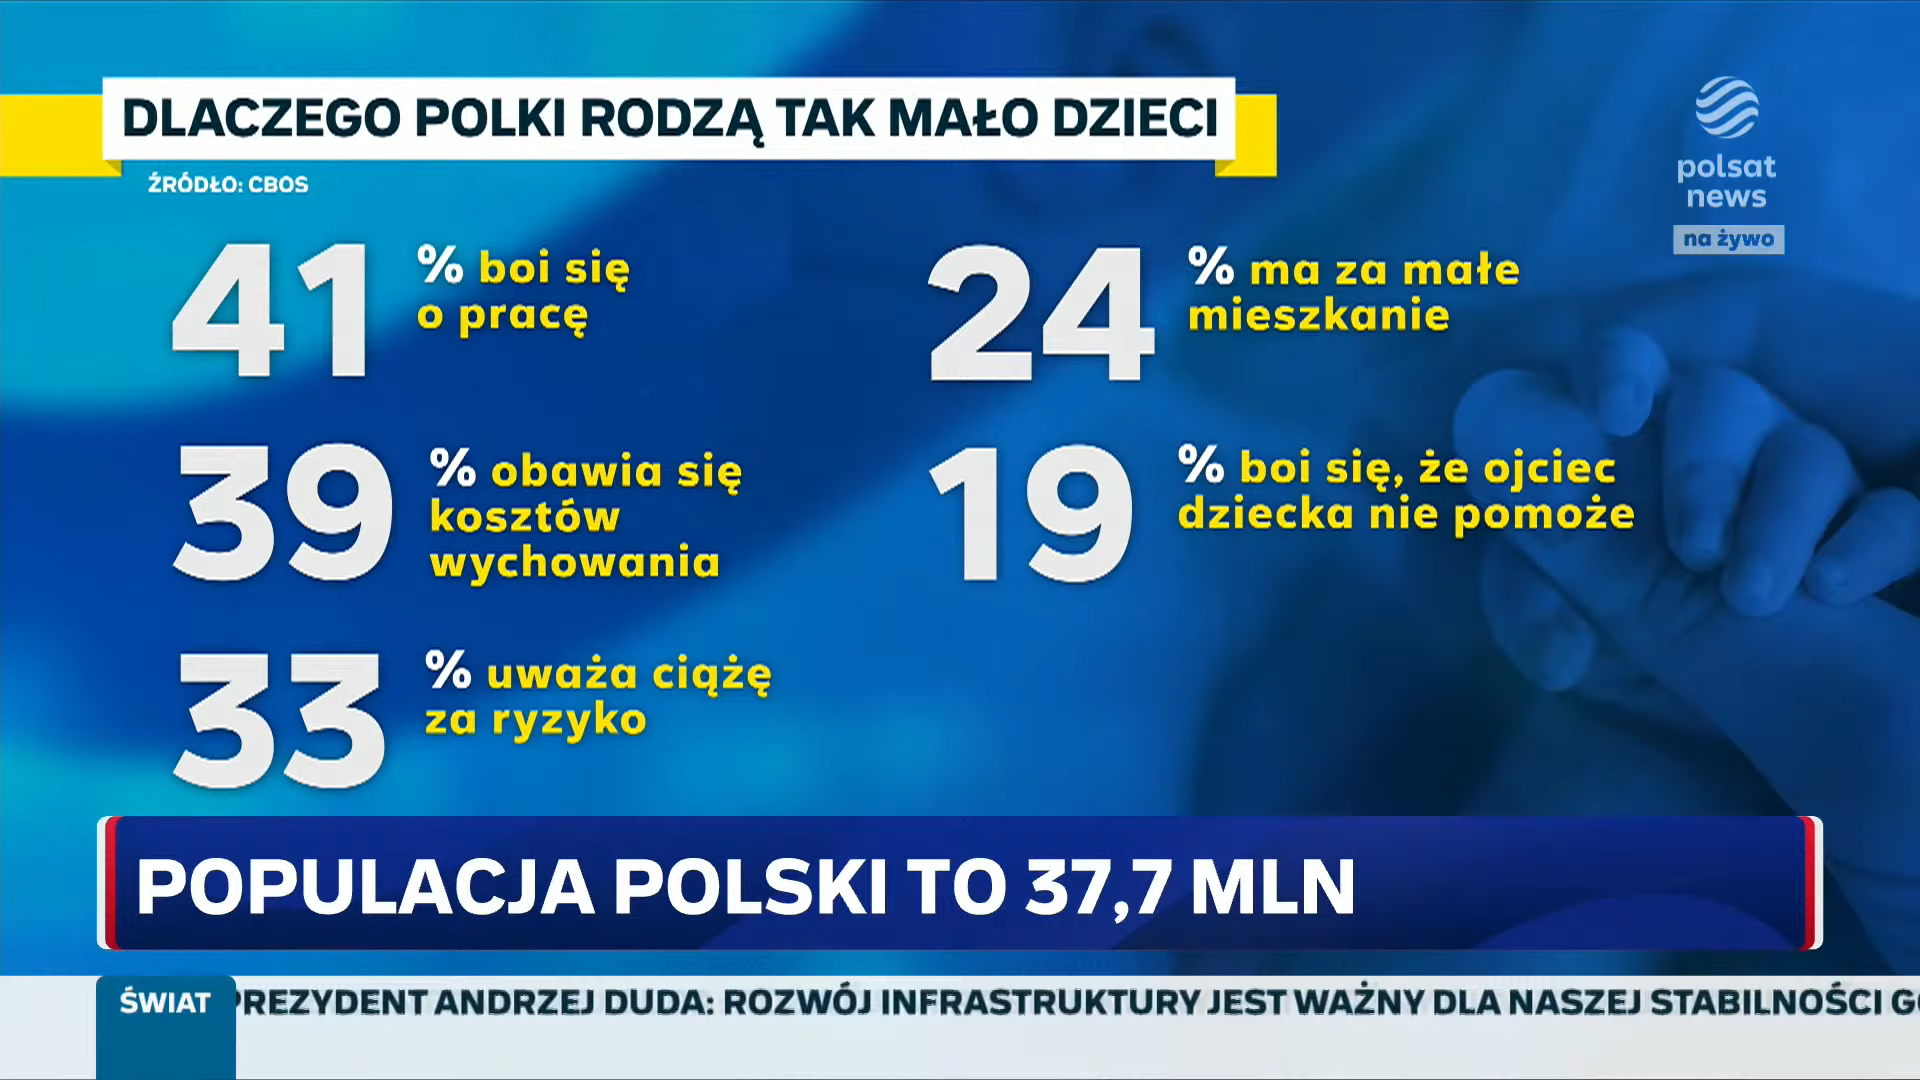 DLACZEGO POLKI RODZĄ TAK MAŁO DZIECI
ŹRÓDŁO: CBOS
polsat
news
na żywo
41 % boi się
o pracę
39 % obawia się
kosztów
wychowania
33 % uważa ciążę
za ryzyko
24 % ma za małe
mieszkanie
19 % boi się, że ojciec
dziecka nie pomoże
POPULACJA POLSKI TO 37,7 MLN
ŚWIAT
PREZYDENT ANDRZEJ DUDA: ROZWÓJ INFRASTRUKTURY JEST WAŻNY DLA NASZEJ STABILNOŚCI G